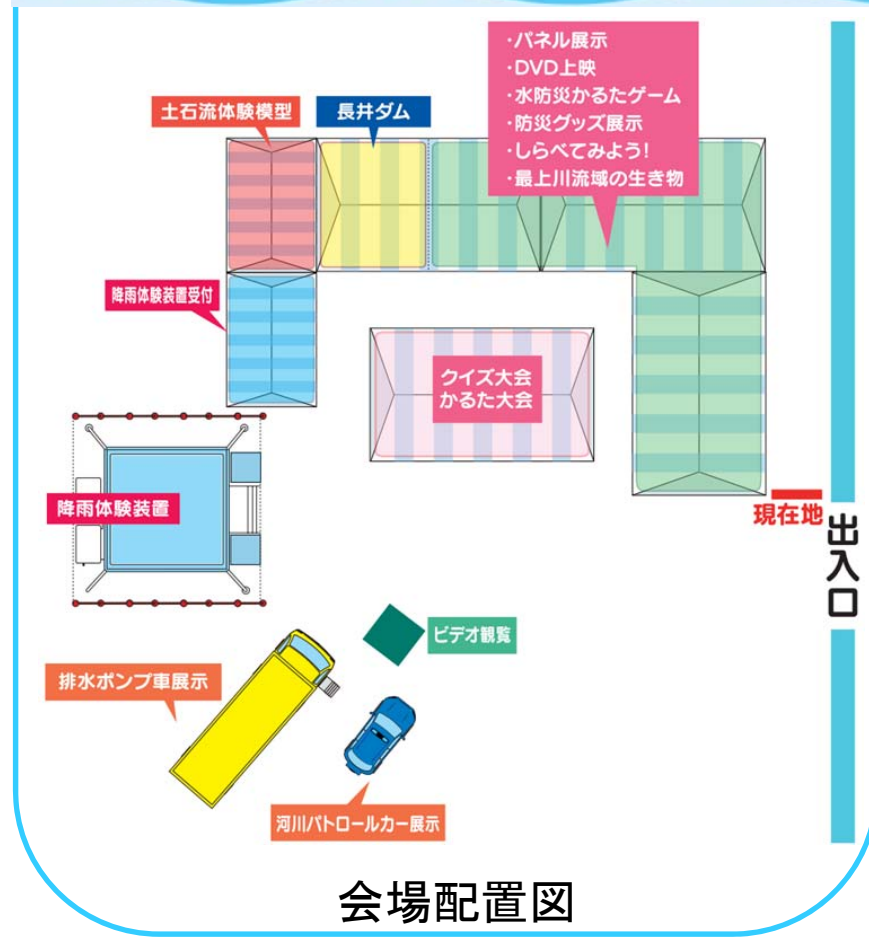 ・パネル展示
・DVD上映
・水防災かるたゲーム
・防災グッズ展示
・しらべてみよう!
・最上川流域の生き物
土石流体験模型
長井ダム
降雨体験装置受付
クイズ大会
かるた大会
降雨体験装置
現在地
出入口
ビデオ観覧
排水ポンプ車展示
河川パトロールカー展示
会場配置図